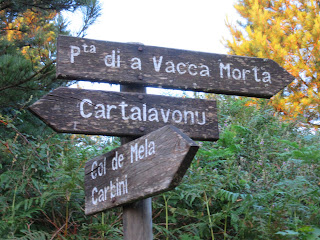 Pta di a Vacca Morta
Cartalavonu
Col de Mela
Carbini